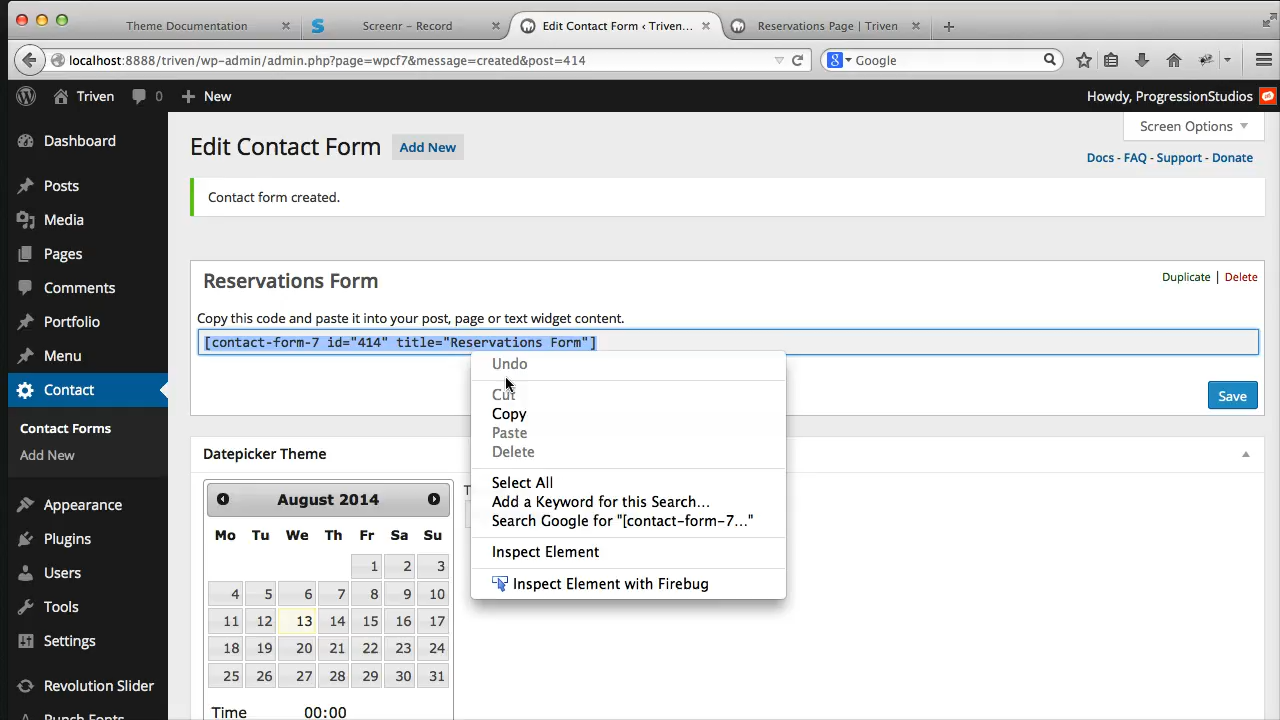 Theme Documentation
Screenr – Record
Edit Contact Form ‹ Triven...
Reservations Page | Triven
localhost:8888/triven/wp-admin/admin.php?page=wpcf7&message=created&post=414
Google
Triven
0
New
Howdy, ProgressionStudios
Dashboard
Posts
Media
Pages
Comments
Portfolio
Menu
Contact
Contact Forms
Add New
Appearance
Plugins
Users
Tools
Settings
Revolution Slider
Punch Fonts
Screen Options
Edit Contact Form
Add New
Docs - FAQ - Support - Donate
Contact form created.
Reservations Form
Duplicate | Delete
Copy this code and paste it into your post, page or text widget content.
[contact-form-7 id="414" title="Reservations Form"]
Save
Undo
Cut
Copy
Paste
Delete
Select All
Add a Keyword for this Search...
Search Google for "[contact-form-7..."
Inspect Element
Inspect Element with Firebug
Datepicker Theme
August 2014
Mo Tu We Th Fr Sa Su
1 2 3
4 5 6 7 8 9 10
11 12 13 14 15 16 17
18 19 20 21 22 23 24
25 26 27 28 29 30 31
Time 00:00